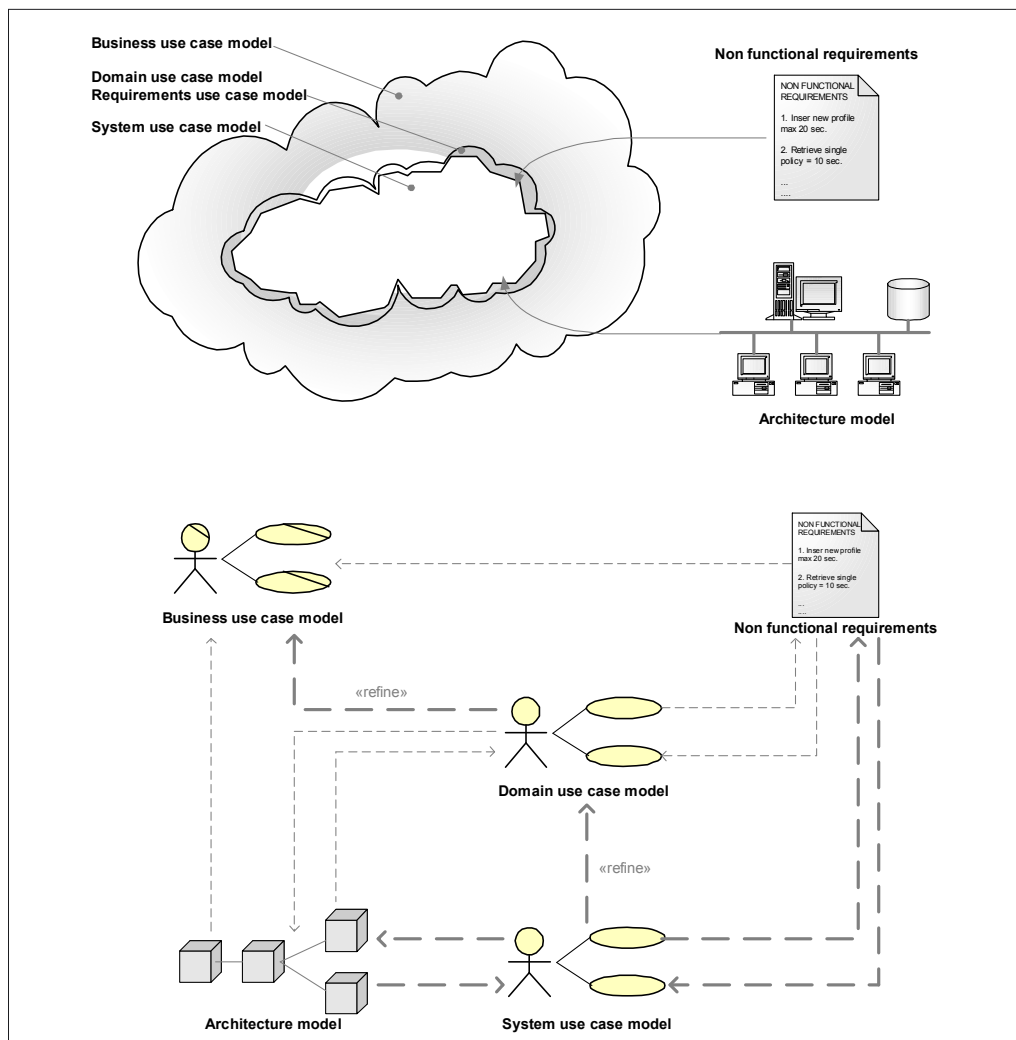 Business use case model
Domain use case model
Requirements use case model
System use case model
Non functional requirements
NON FUNCTIONAL
REQUIREMENTS
1. Inser new profile
max 20 sec.
2. Retrieve single
policy = 10 sec.
...
....
Architecture model
Business use case model
NON FUNCTIONAL
REQUIREMENTS
1. Inser new profile
max 20 sec.
2. Retrieve single
policy = 10 sec.
...
....
Non functional requirements
«refine»
Domain use case model
«refine»
Architecture model
System use case model